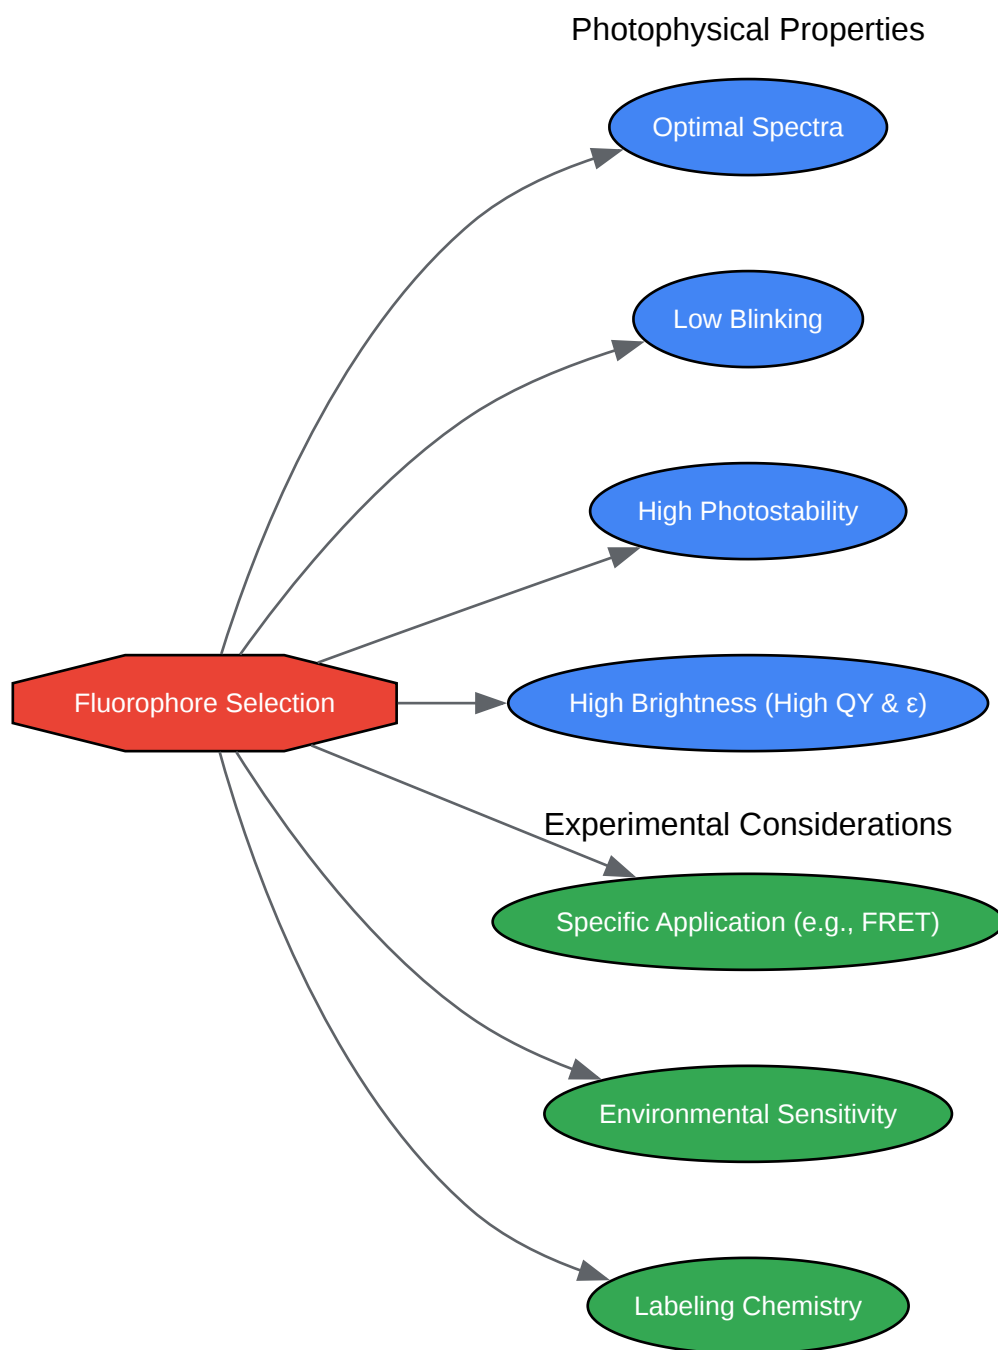 Photophysical Properties
Optimal Spectra
Low Blinking
High Photostability
Fluorophore Selection
High Brightness (High QY & ε)
Experimental Considerations
Specific Application (e.g., FRET)
Environmental Sensitivity
Labeling Chemistry